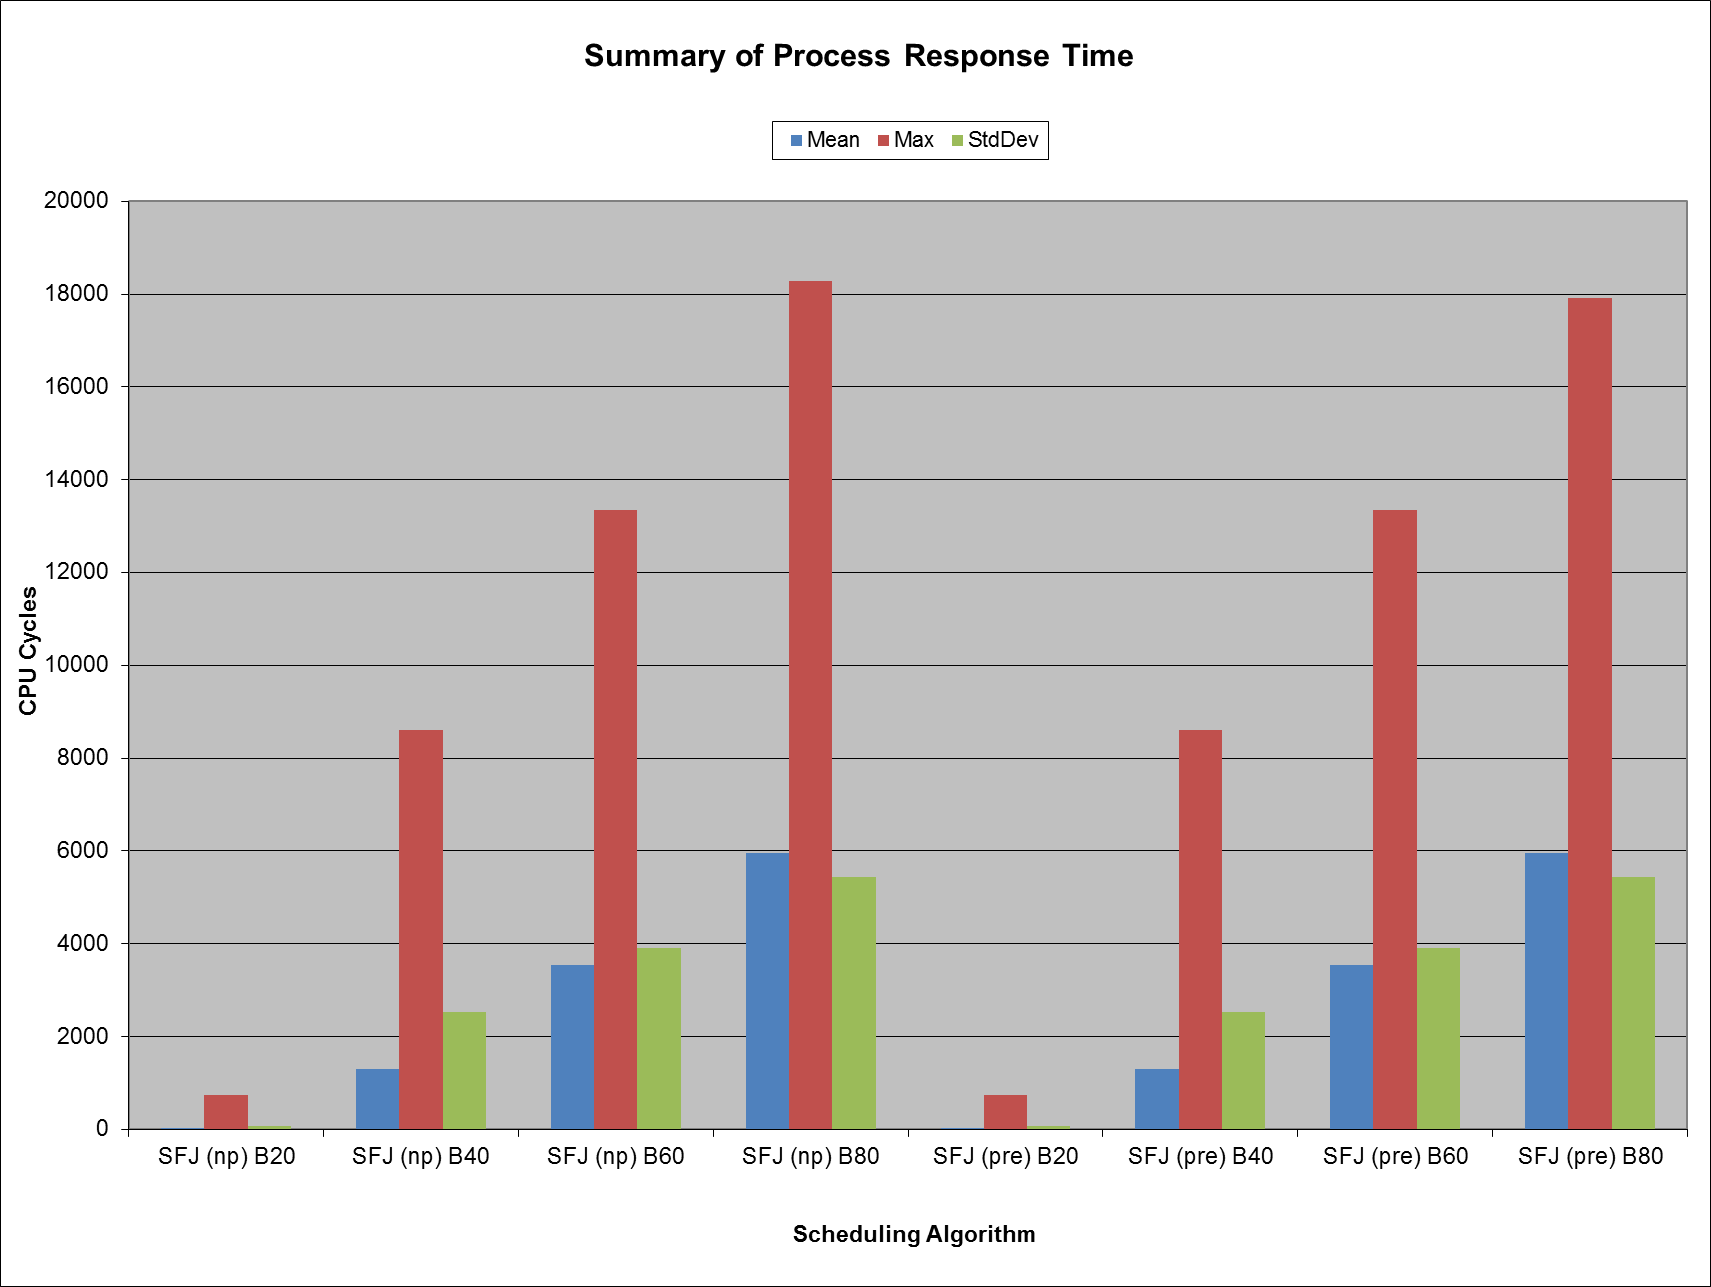 Summary of Process Response Time
Mean Max StdDev
20000
18000
16000
14000
12000
10000
8000
6000
4000
2000
0
CPU Cycles
SFJ (np) B20 SFJ (np) B40 SFJ (np) B60 SFJ (np) B80 SFJ (pre) B20 SFJ (pre) B40 SFJ (pre) B60 SFJ (pre) B80
Scheduling Algorithm